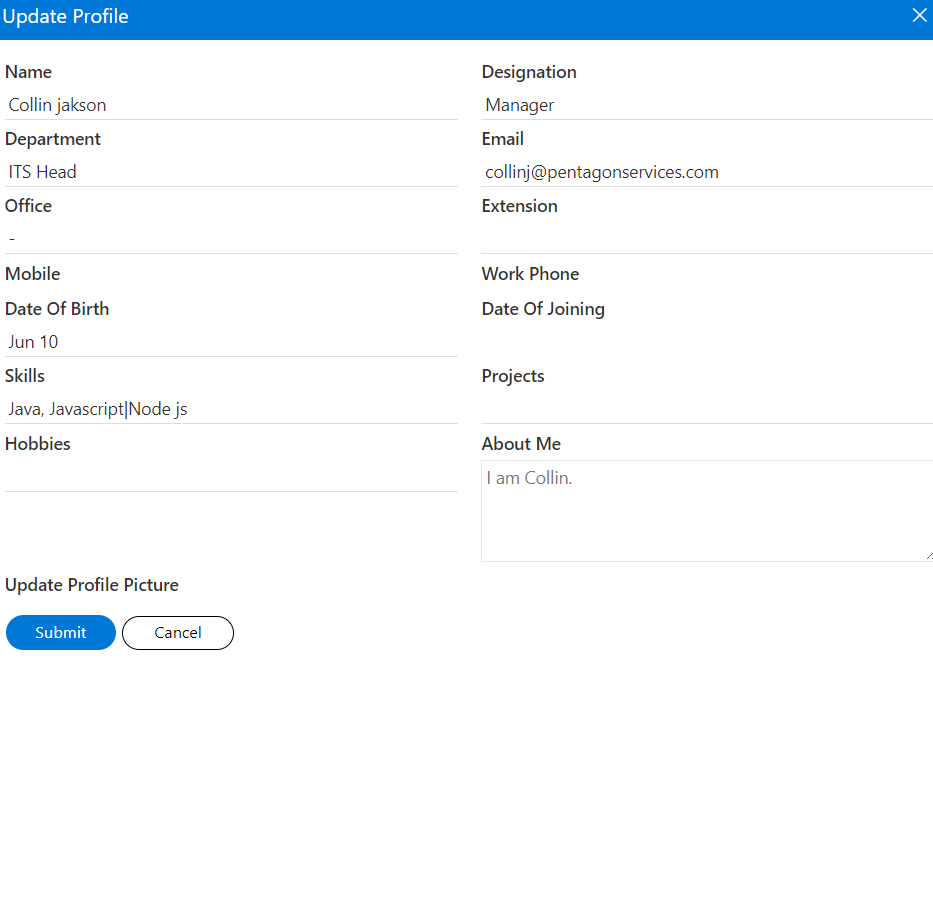 Update Profile
Name Designation
Collin jakson Manager
Department Email
ITS Head collinj@pentagonservices.com
Office Extension
-
Mobile Work Phone
Date Of Birth Date Of Joining
Jun 10
Skills Projects
Java, Javascript|Node js
Hobbies About Me
I am Collin.
Update Profile Picture
Submit Cancel